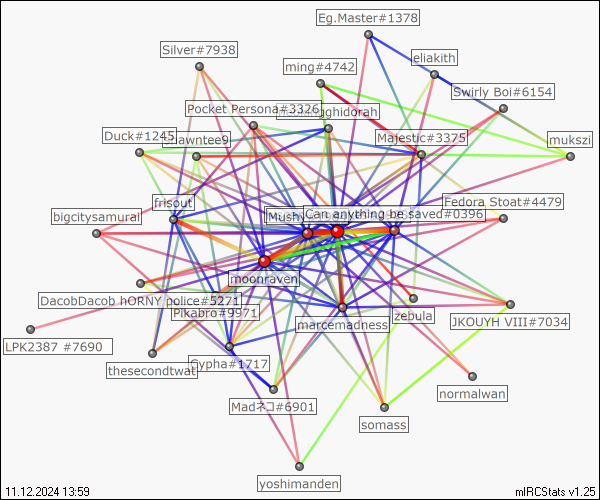 Eg.Master#1378
Silver#7938
eliakith
ming#4742
Swirly Boi#6154
Pocket Persona#3326
gghidorah
Duck#1245
awntee9
Majestic#3375
mukszi
frisout
Fedora Stoat#4479
bigcitysamurai
Mush
Can anything be saved#0396
moonraven
DacobDacob
hORNY police#5271
Pikabro#9971
marcemadness
zebula
JKOUYH VIII#7034
LPK2387 #7690
thesecondtwat
Cypha#1717
normalwan
Madネコ#6901
somass
yoshimanden
11.12.2024 13:59
mIRCStats v1.25